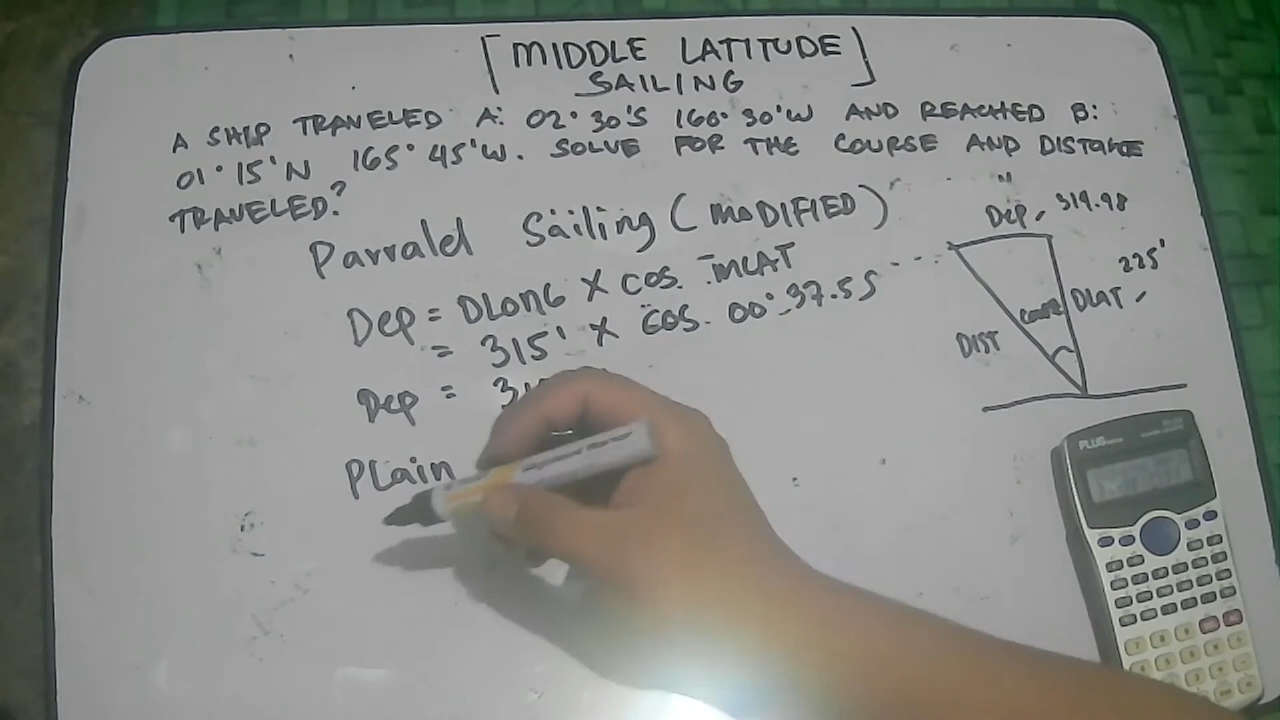 [MIDDLE LATITUDE]
SAILING
A SHIP TRAVELED A: 02° 30'S 160° 30'W AND REACHED B:
01° 15'N 165° 45'W. SOLVE FOR THE COURSE AND DISTANCE
TRAVELED?
Parralel Sailing (MODIFIED)
Dep = DLONG X cos. mLAT
= 315' X cos. 00°-37.5S
Dep =
Plain
Dep, 314.98
225'
DLAT,
course
DIST
PLUG